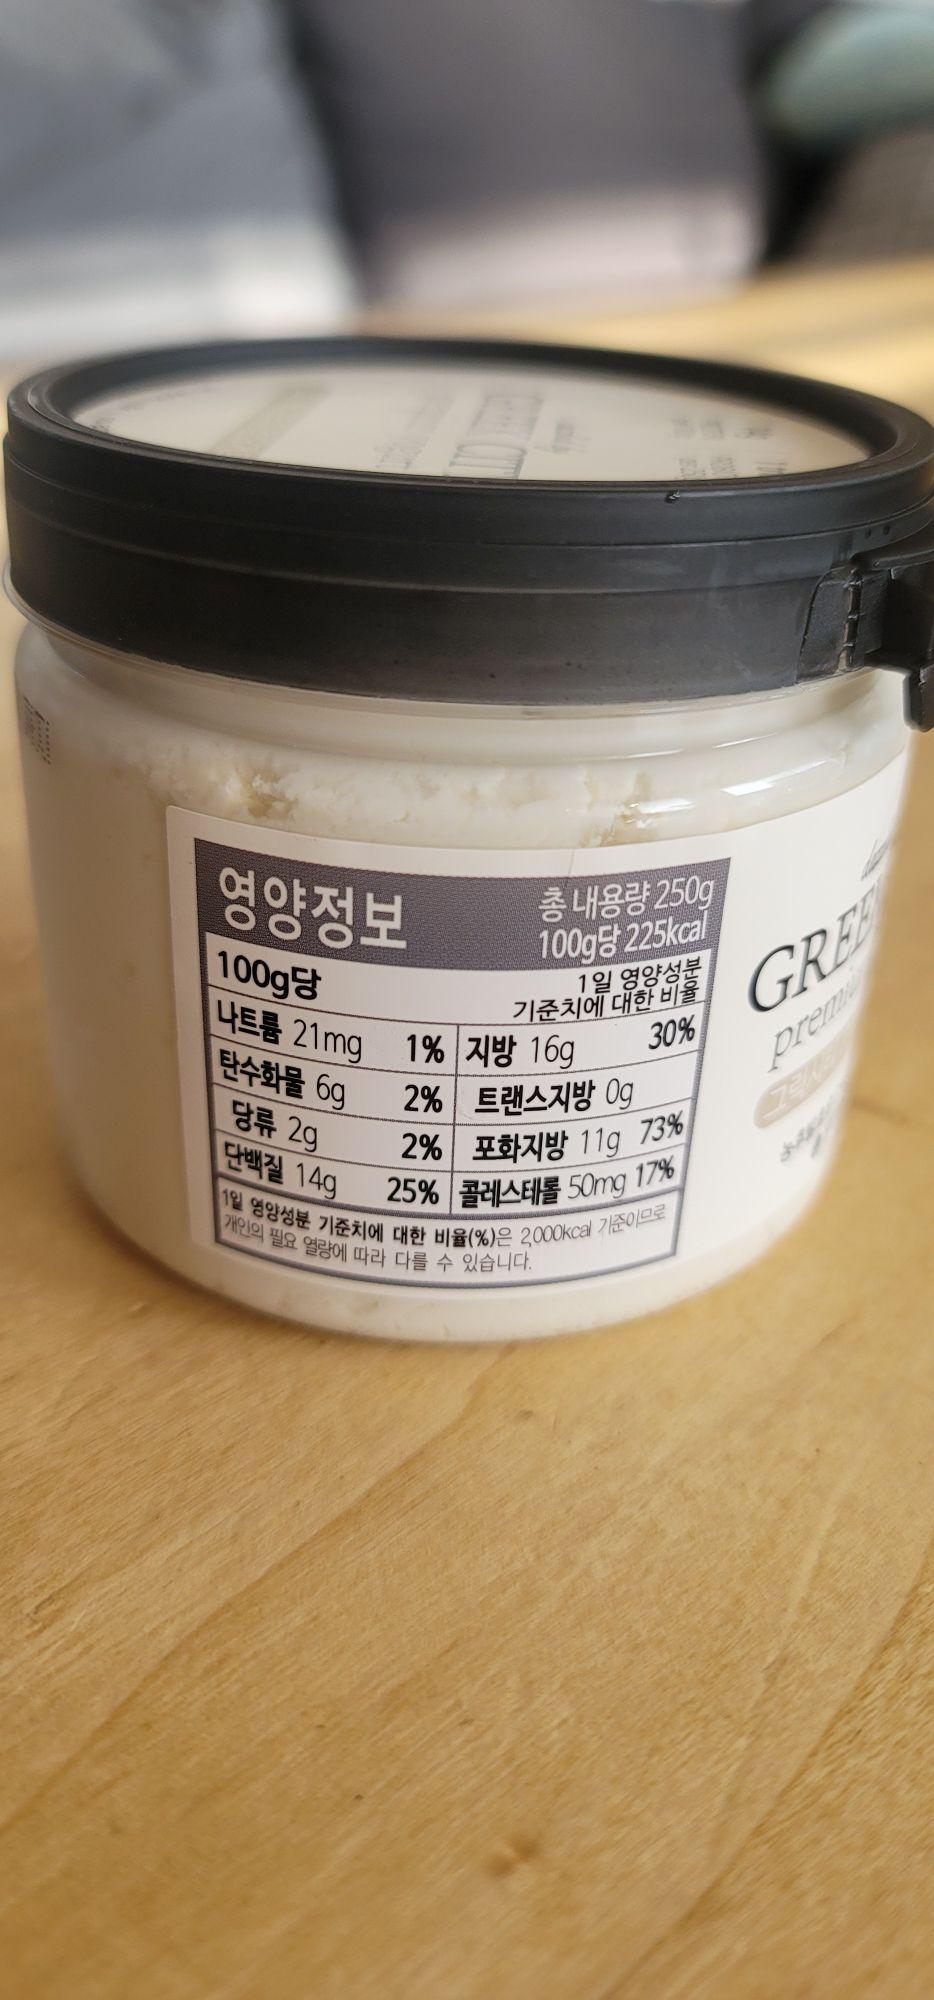 영양정보
총 내용량 250g
100g당 225kcal
100g당
1일 영양성분
기준치에 대한 비율
나트륨 21mg 1% 지방 16g 30%
탄수화물 6g 2% 트랜스지방 0g
당류 2g 2% 포화지방 11g 73%
단백질 14g 25% 콜레스테롤 50mg 17%
1일 영양성분 기준치에 대한 비율(%)은 2,000kcal 기준이므로
개인의 필요 열량에 따라 다를 수 있습니다.